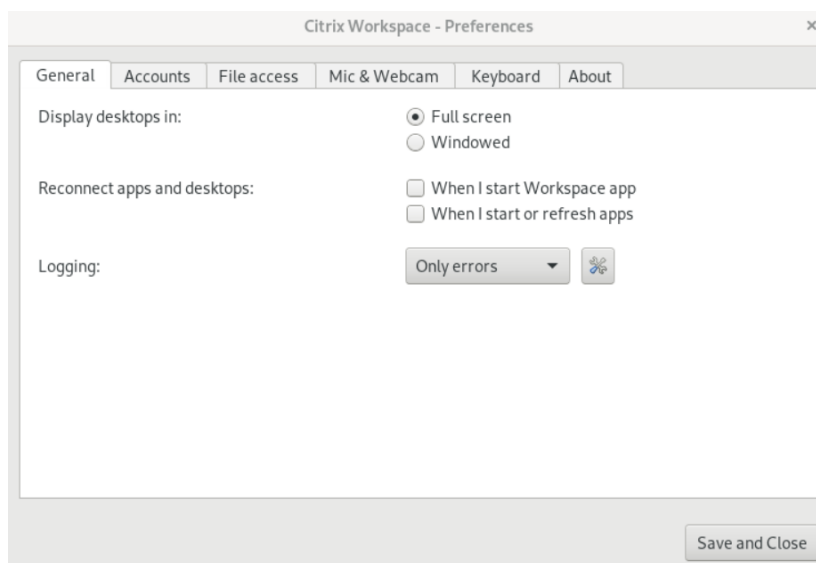 Citrix Workspace - Preferences ×
General Accounts File access Mic & Webcam Keyboard About
Display desktops in: Full screen
Windowed
Reconnect apps and desktops: When I start Workspace app
When I start or refresh apps
Logging: Only errors
Save and Close